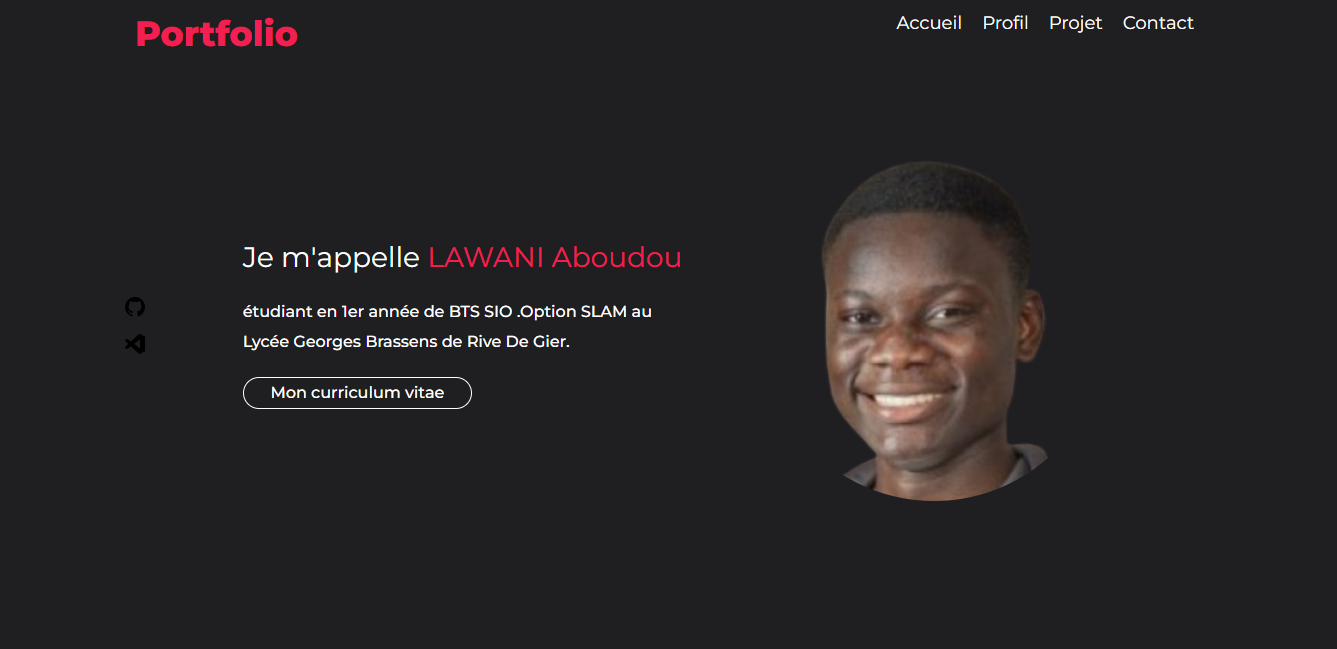 Portfolio
Accueil Profil Projet Contact
Je m'appelle LAWANI Aboudou
étudiant en 1er année de BTS SIO .Option SLAM au
Lycée Georges Brassens de Rive De Gier.
Mon curriculum vitae